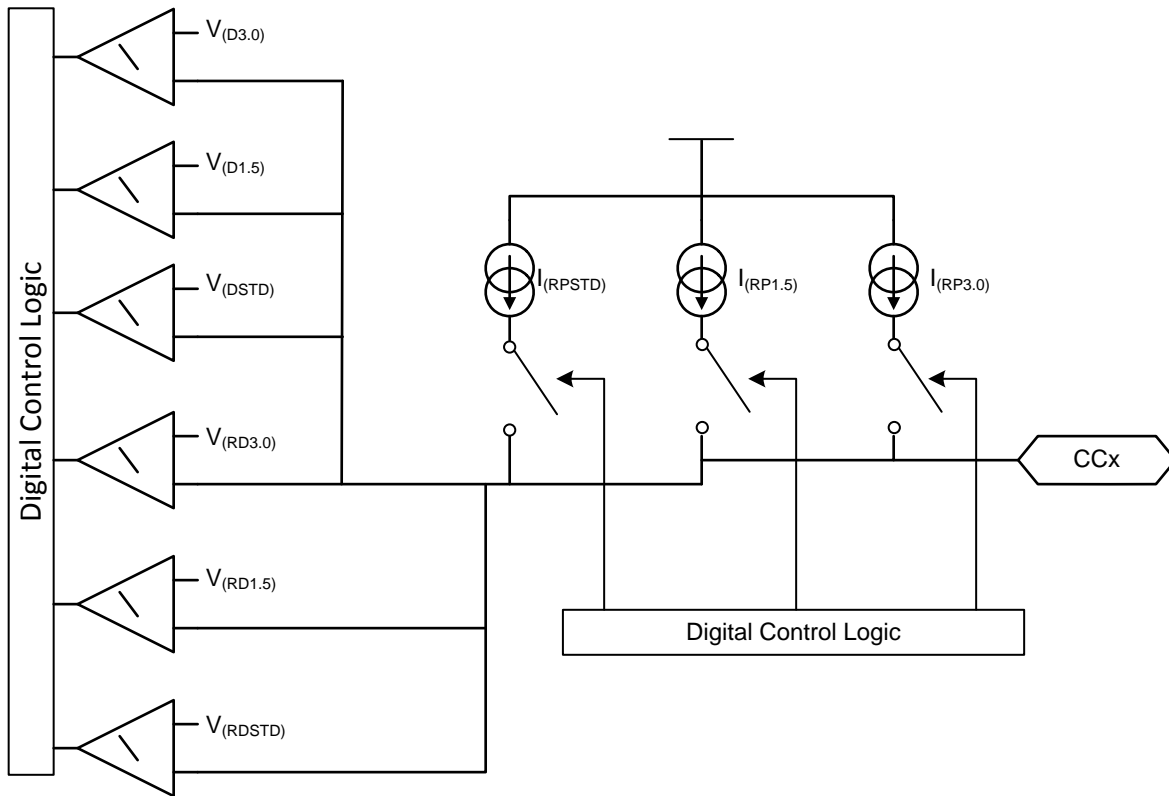 Digital Control Logic
V(D3.0)
V(D1.5)
V(DSTD)
V(RD3.0)
V(RD1.5)
V(RDSTD)
I(RPSTD)
I(RP1.5)
I(RP3.0)
CCx
Digital Control Logic